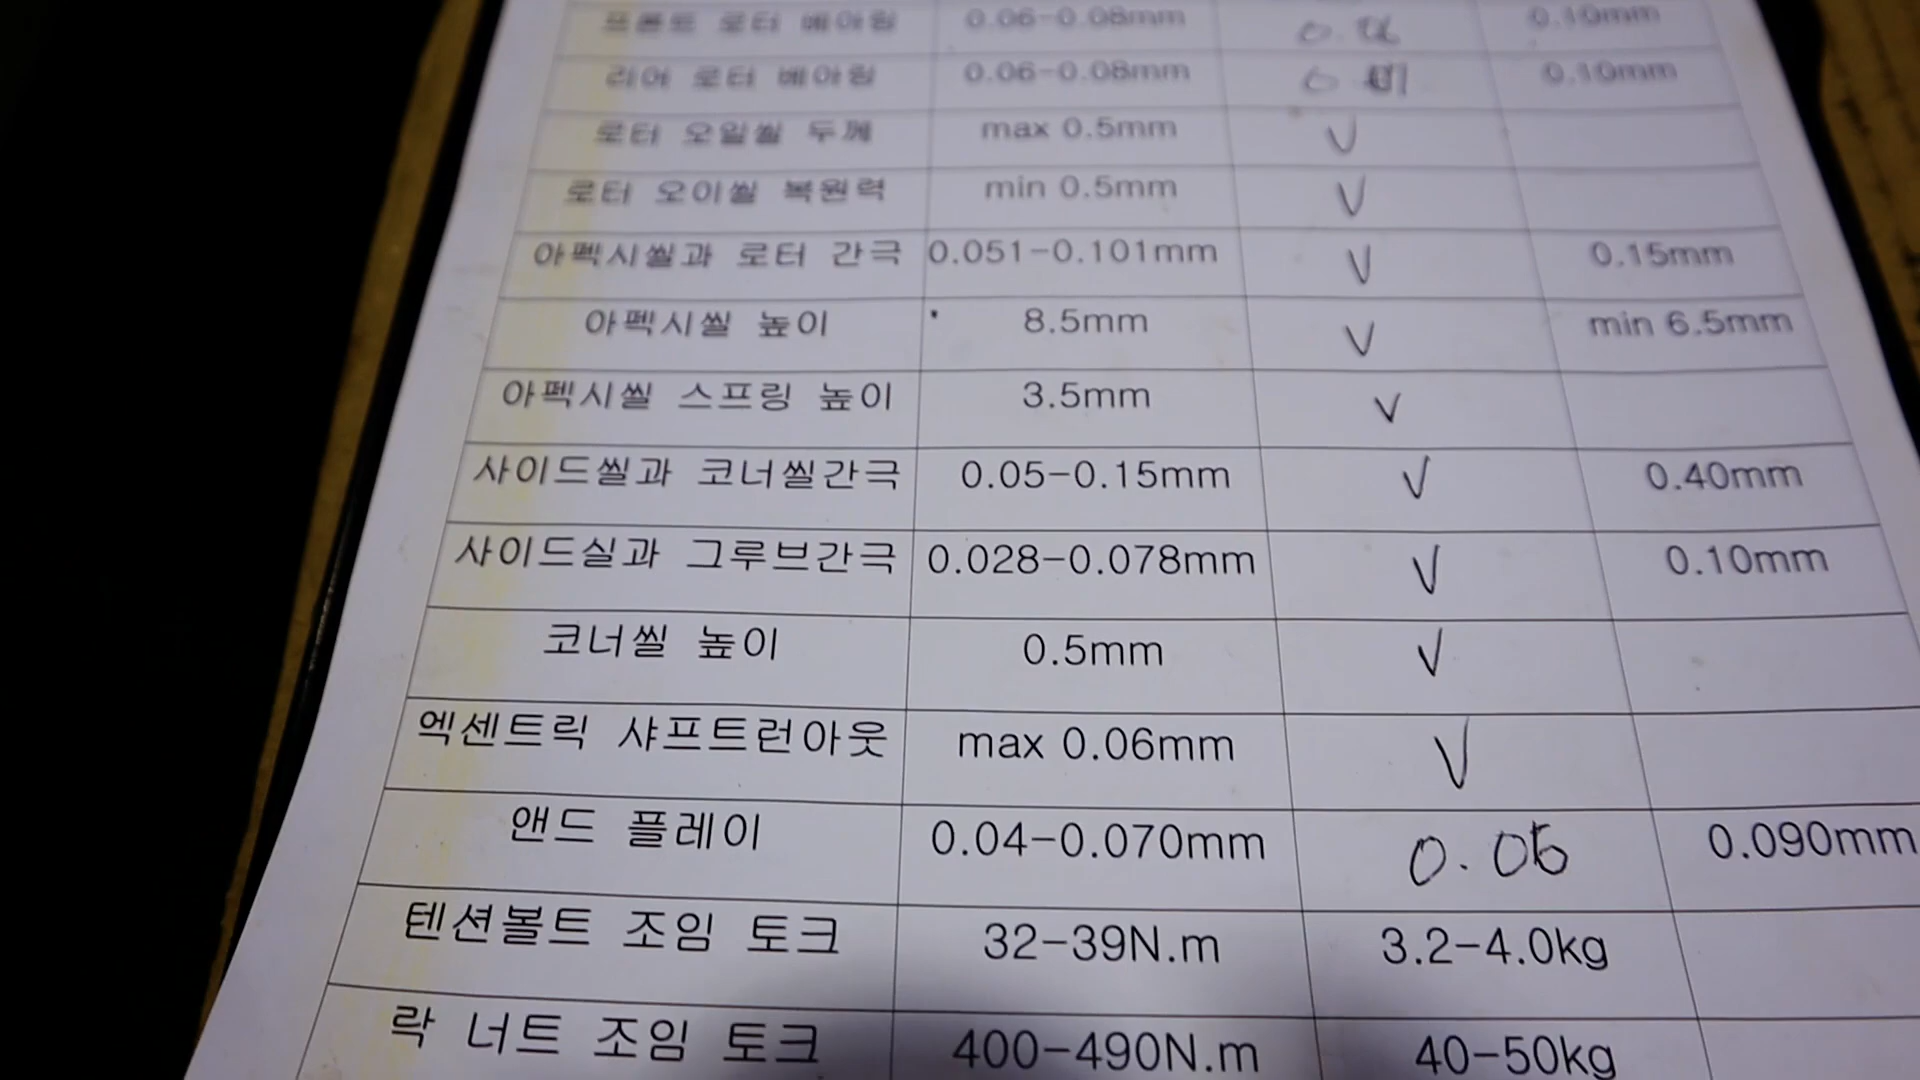 프론트 로터 베어링 0.06-0.08mm 0.10mm
리어 로터 베아링 0.06-0.08mm 0.10mm
로터 오일씰 두께 max 0.5mm V
로터 오이씰 복원력 min 0.5mm V
아펙시씰과 로터 간극 0.051-0.101mm V 0.15mm
아펙시씰 높이 8.5mm V min 6.5mm
아펙시씰 스프링 높이 3.5mm V
사이드씰과 코너씰간극 0.05-0.15mm V 0.40mm
사이드실과 그루브간극 0.028-0.078mm V 0.10mm
코너씰 높이 0.5mm V
엑센트릭 샤프트런아웃 max 0.06mm V
앤드 플레이 0.04-0.070mm 0.05 0.090mm
텐션볼트 조임 토크 32-39N.m 3.2-4.0kg
락 너트 조임 토크 400-490N.m 40-50kg